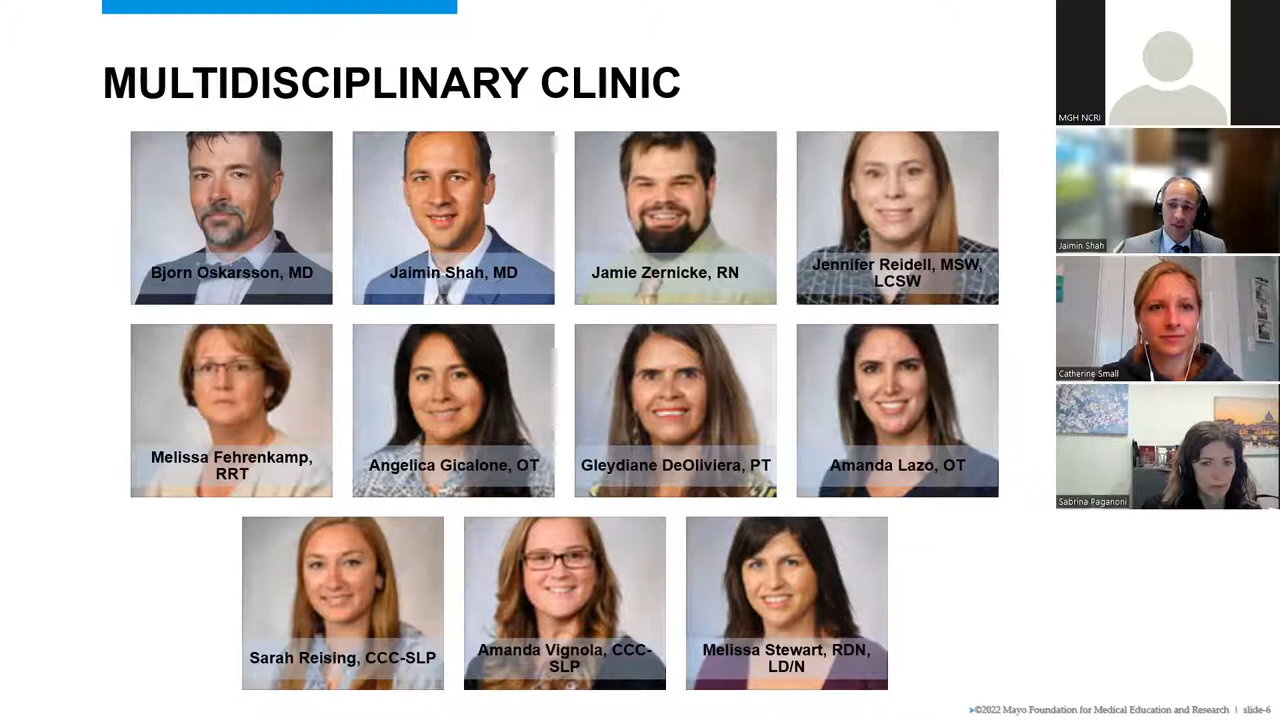 MULTIDISCIPLINARY CLINIC
Bjorn Oskarsson, MD
Jaimin Shah, MD
Jamie Zernicke, RN
Jennifer Reidell, MSW,
LCSW
Melissa Fehrenkamp,
RRT
Angelica Gicalone, OT
Gleydiane DeOliviera, PT
Amanda Lazo, OT
Sarah Reising, CCC-SLP
Amanda Vignola, CCC-
SLP
Melissa Stewart, RDN,
LD/N
©2022 Mayo Foundation for Medical Education and Research | slide-6
MGH NCRI
Jaimin Shah
Catherine Small
Sabrina Paganoni